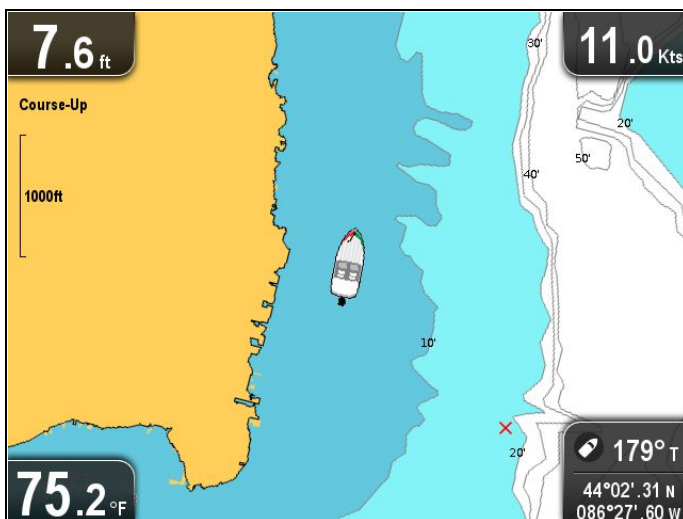 7.6 ft
11.0 Kts
30'
Course-Up
20'
50'
40'
1000ft
10'
20'
179° T
75.2 °F
44°02'.31 N
086°27'.60 W